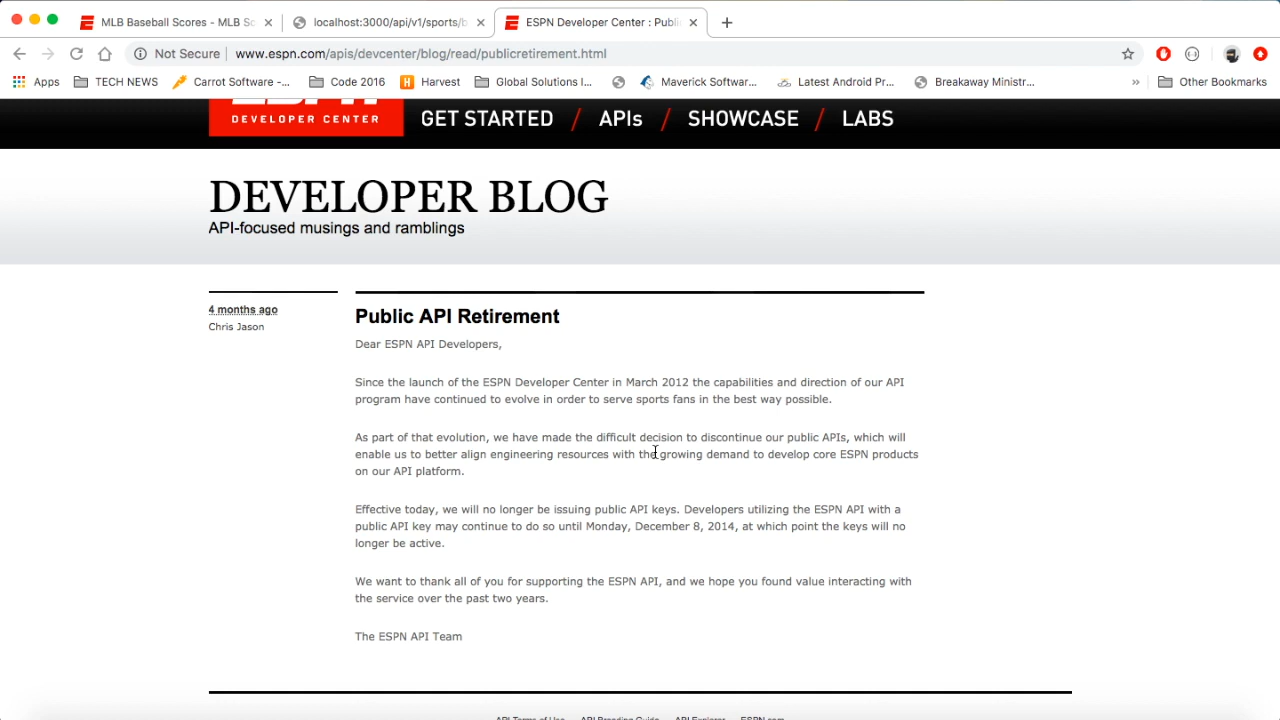 MLB Baseball Scores - MLB Sc
localhost:3000/api/v1/sports/b
ESPN Developer Center : Publi
Not Secure
www.espn.com/apis/devcenter/blog/read/publicretirement.html
Apps
TECH NEWS
Carrot Software -...
Code 2016
Harvest
Global Solutions I...
Maverick Softwar...
Latest Android Pr...
Breakaway Ministr...
»
Other Bookmarks
DEVELOPER CENTER
GET STARTED / APIs / SHOWCASE / LABS
DEVELOPER BLOG
API-focused musings and ramblings
4 months ago
Chris Jason
Public API Retirement
Dear ESPN API Developers,
Since the launch of the ESPN Developer Center in March 2012 the capabilities and direction of our API
program have continued to evolve in order to serve sports fans in the best way possible.
As part of that evolution, we have made the difficult decision to discontinue our public APIs, which will
enable us to better align engineering resources with the growing demand to develop core ESPN products
on our API platform.
Effective today, we will no longer be issuing public API keys. Developers utilizing the ESPN API with a
public API key may continue to do so until Monday, December 8, 2014, at which point the keys will no
longer be active.
We want to thank all of you for supporting the ESPN API, and we hope you found value interacting with
the service over the past two years.
The ESPN API Team
API Terms of Use API Branding Guide API Explorer ESPN.com